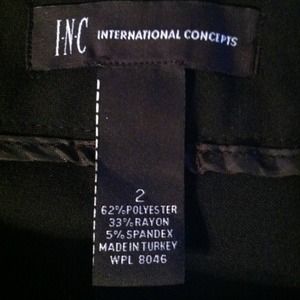 I·N·C INTERNATIONAL CONCEPTS
2
62%POLYESTER
33%RAYON
5%SPANDEX
MADE IN TURKEY
WPL 8046